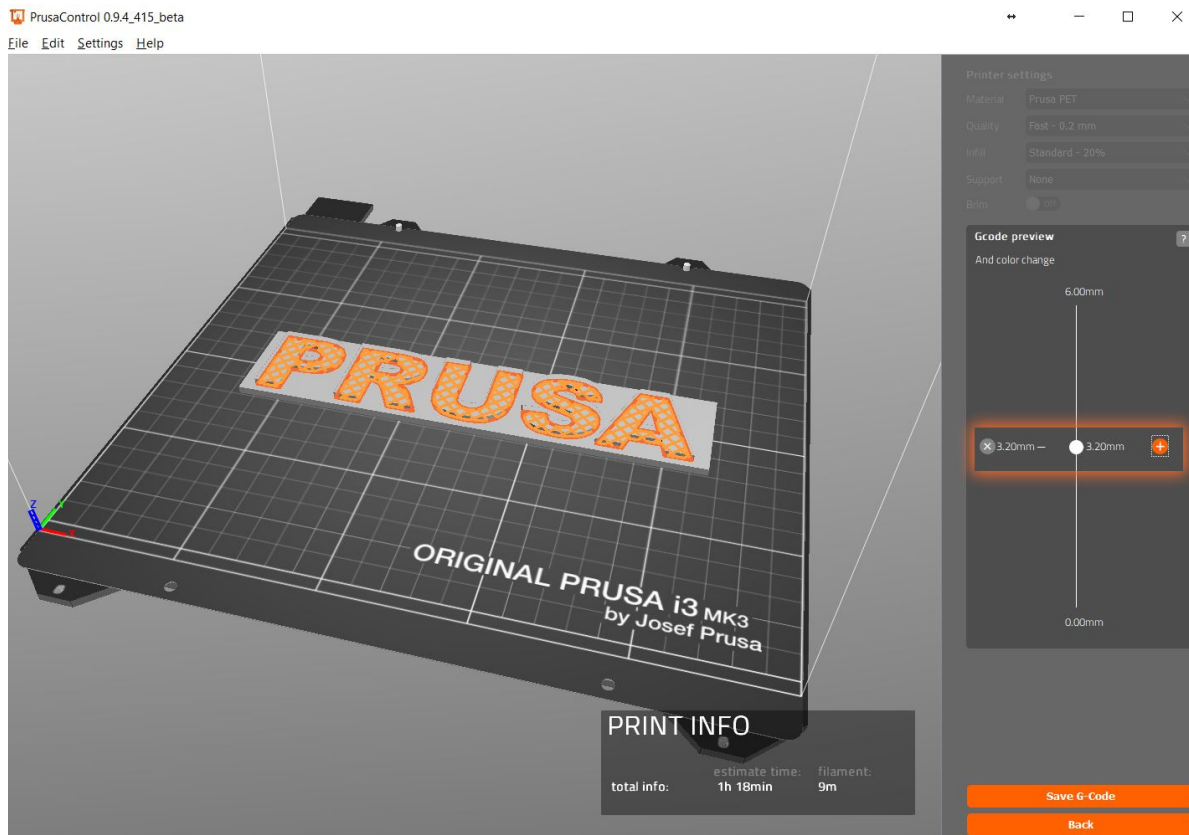 PrusaControl 0.9.4_415_beta
File Edit Settings Help
Printer settings
Material Prusa PET
Quality Fast - 0.2 mm
Infill Standard - 20%
Support None
Brim Off
Gcode preview ?
And color change
6.00mm
3.20mm 3.20mm
0.00mm
PRUSA
Z Y X
ORIGINAL PRUSA i3 MK3
by Josef Prusa
PRINT INFO
estimate time: filament:
total info: 1h 18min 9m
Save G-Code
Back